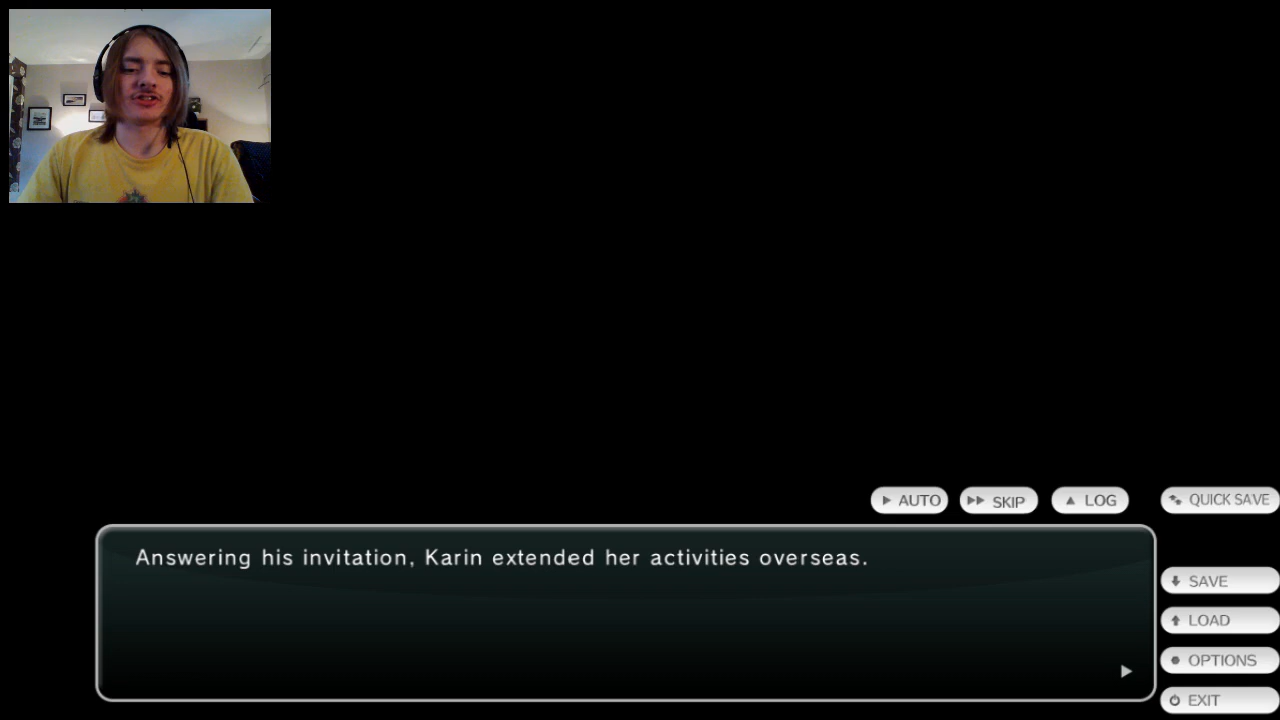 AUTO
SKIP
LOG
QUICK SAVE
Answering his invitation, Karin extended her activities overseas.
SAVE
LOAD
OPTIONS
EXIT